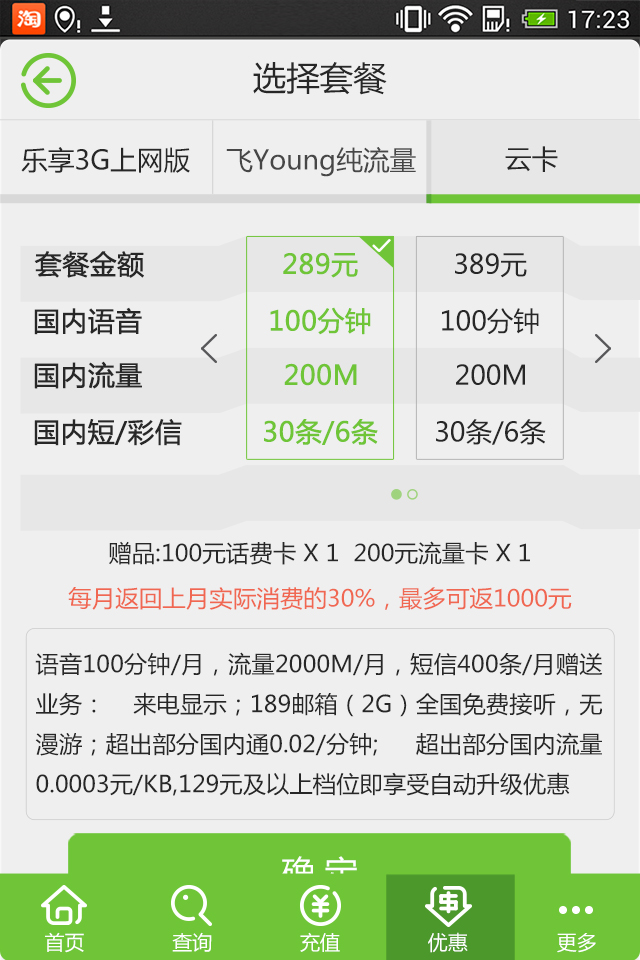 淘 17:23
选择套餐
乐享3G上网版 飞Young纯流量 云卡
套餐金额 289元 389元
国内语音 100分钟 100分钟
国内流量 200M 200M
国内短/彩信 30条/6条 30条/6条
赠品:100元话费卡 X 1 200元流量卡 X 1
每月返回上月实际消费的30%，最多可返1000元
语音100分钟/月，流量2000M/月，短信400条/月赠送
业务： 来电显示；189邮箱（2G）全国免费接听，无
漫游；超出部分国内通0.02/分钟; 超出部分国内流量
0.0003元/KB,129元及以上档位即享受自动升级优惠
确 定
首页 查询 充值 优惠 更多